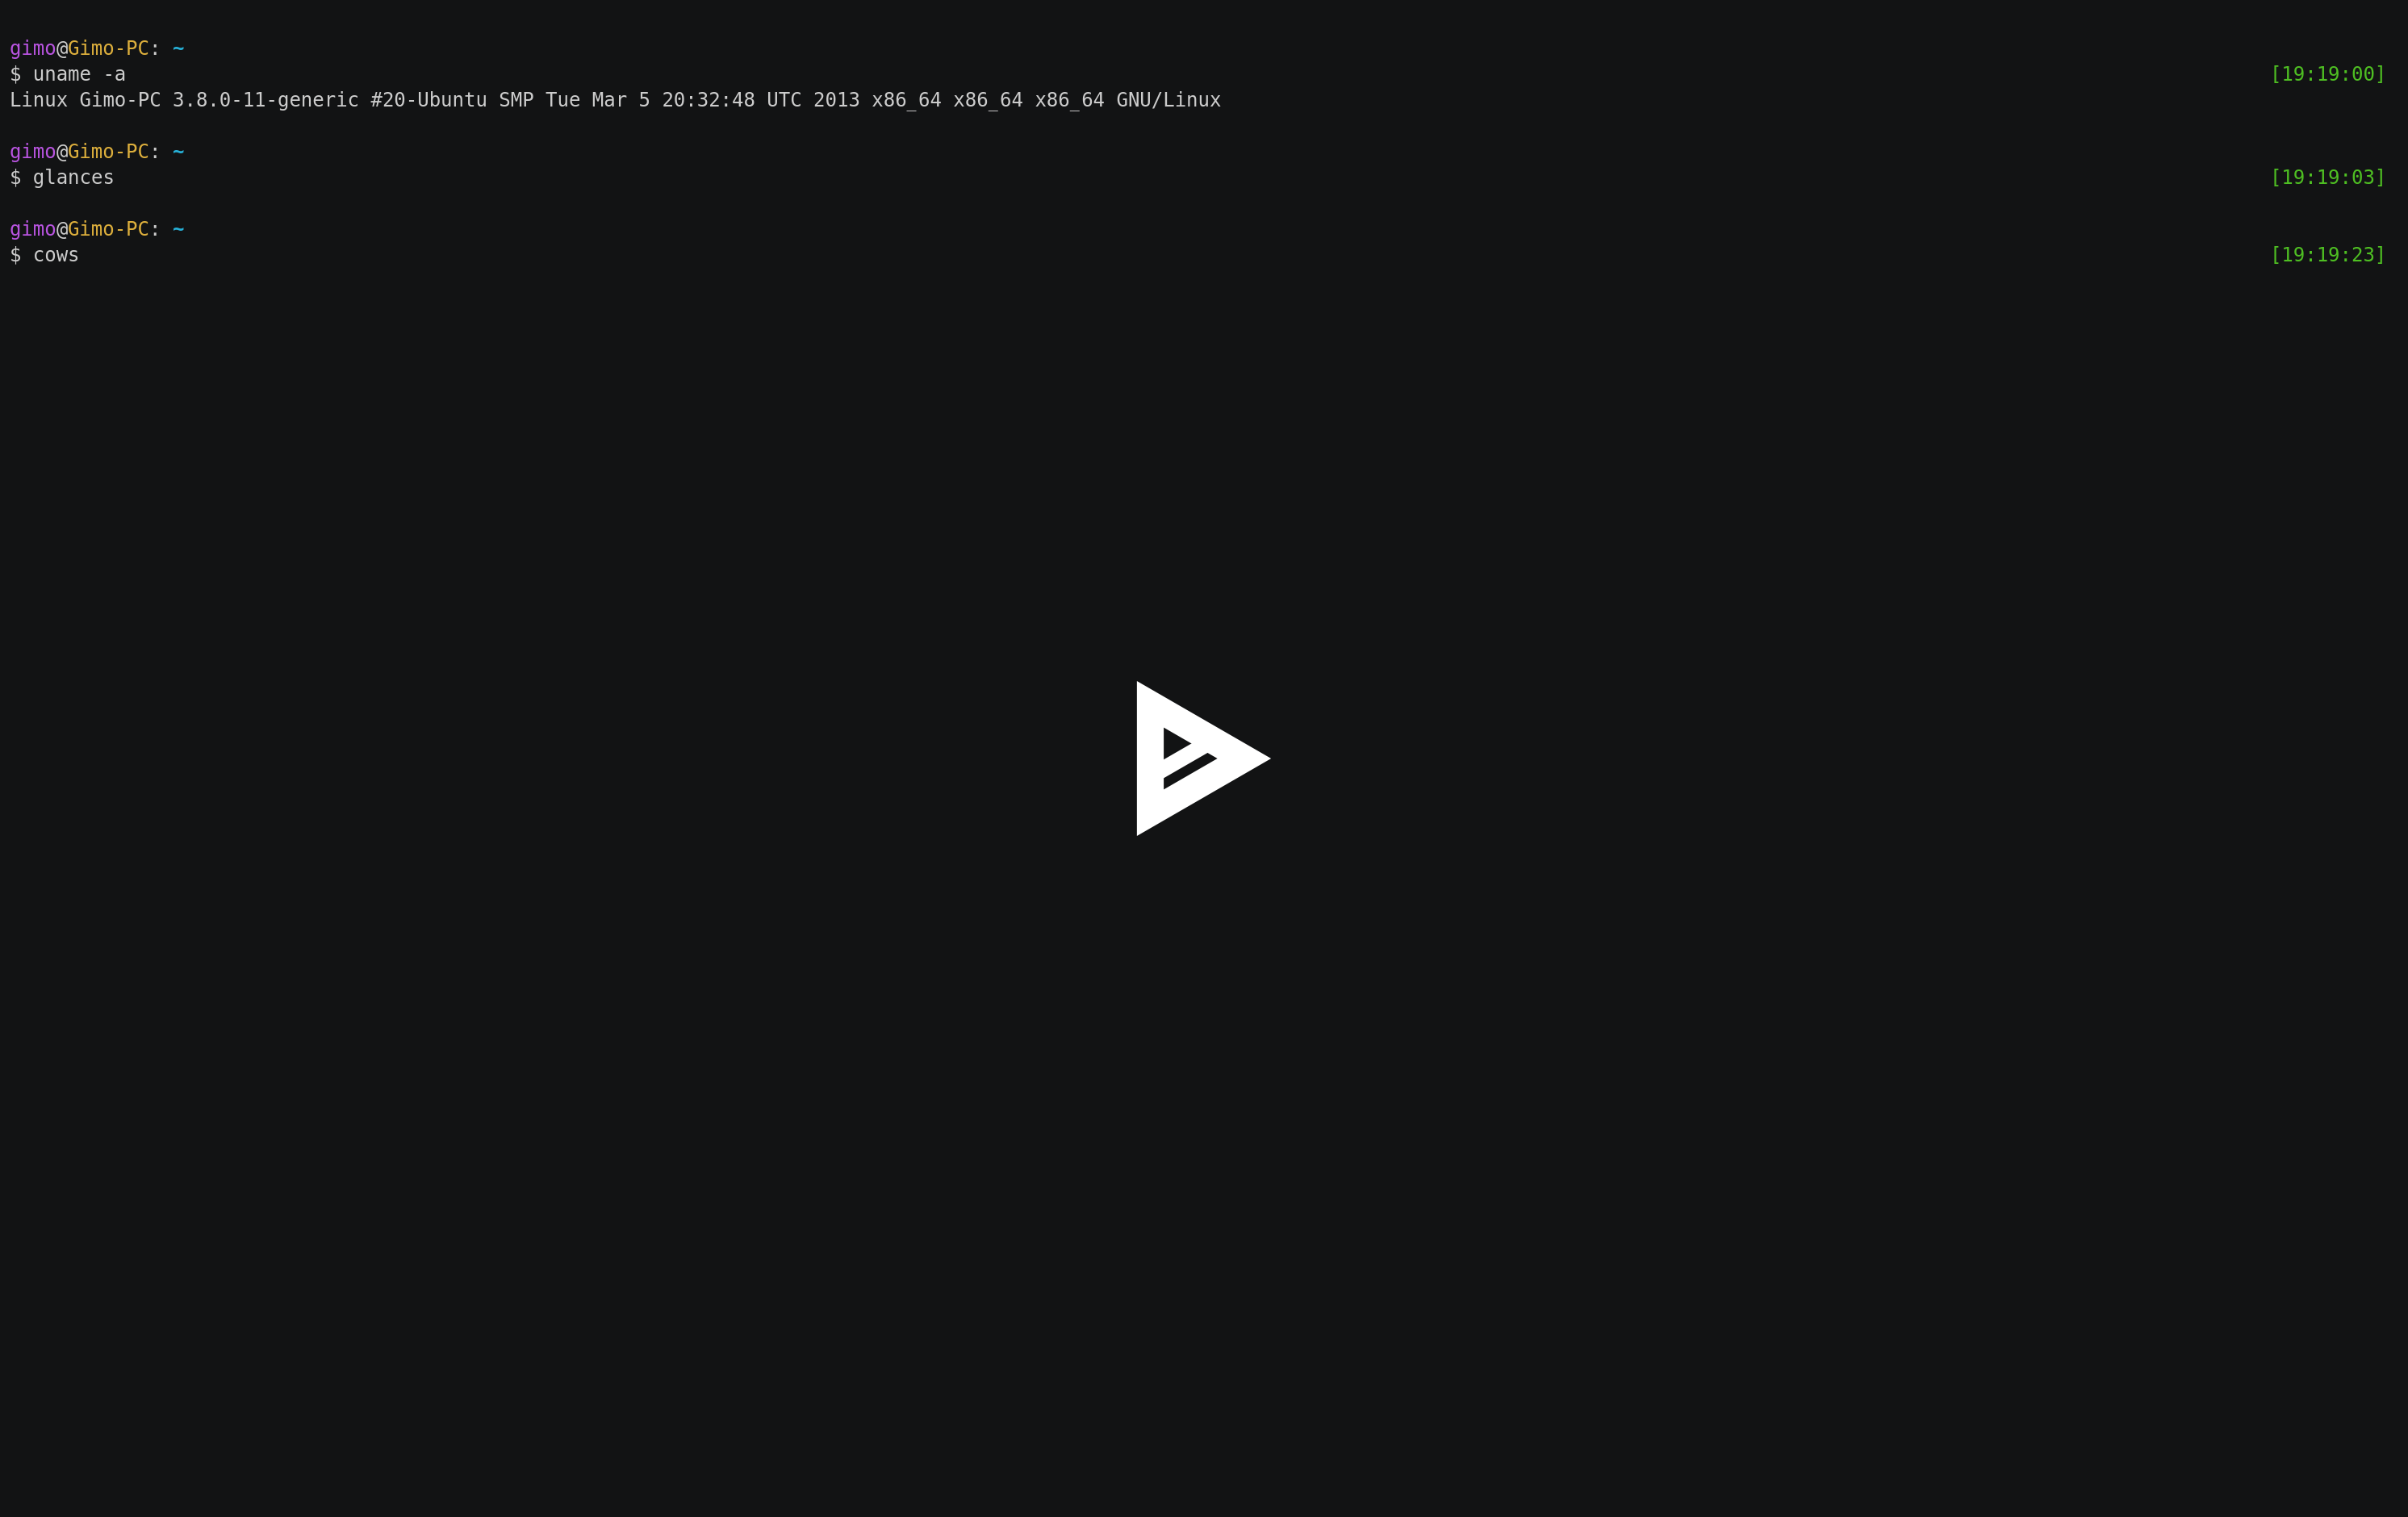 gimo@Gimo-PC: ~
$ uname -a [19:19:00]
Linux Gimo-PC 3.8.0-11-generic #20-Ubuntu SMP Tue Mar 5 20:32:48 UTC 2013 x86_64 x86_64 x86_64 GNU/Linux
gimo@Gimo-PC: ~
$ glances [19:19:03]
gimo@Gimo-PC: ~
$ cows [19:19:23]